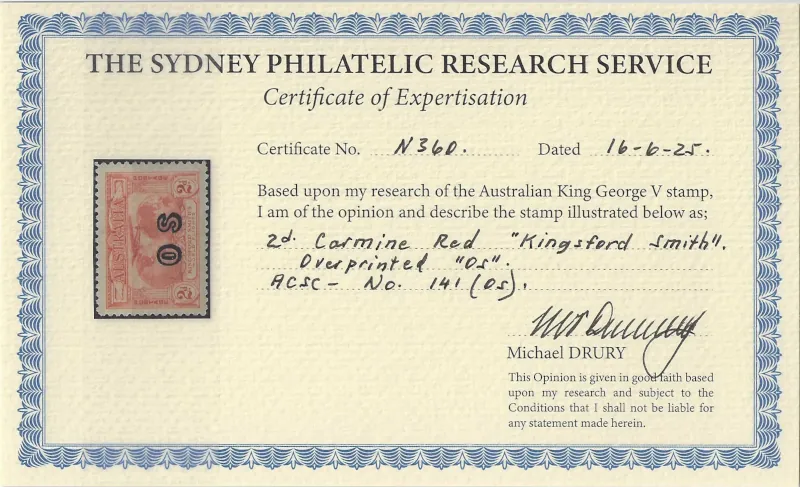 THE SYDNEY PHILATELIC RESEARCH SERVICE
Certificate of Expertisation
Certificate No. N360. Dated 16-6-25.
Based upon my research of the Australian King George V stamp,
I am of the opinion and describe the stamp illustrated below as;
2d. Carmine Red "Kingsford Smith".
Overprinted "OS".
ACSC - No. 141 (OS).
Michael DRURY
This Opinion is given in good faith based
upon my research and subject to the
Conditions that I shall not be liable for
any statement made herein.
AUSTRALIA
OS